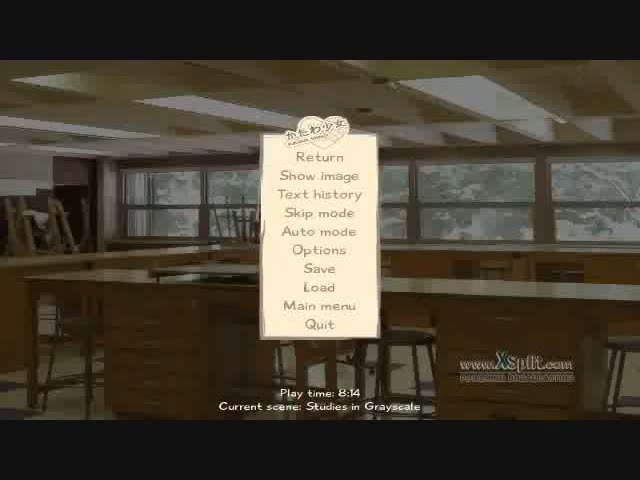 かたわ少女
Return
Show image
Text history
Skip mode
Auto mode
Options
Save
Load
Main menu
Quit
www.XSplit.com
Play time: 8:14
Current scene: Studies in Grayscale